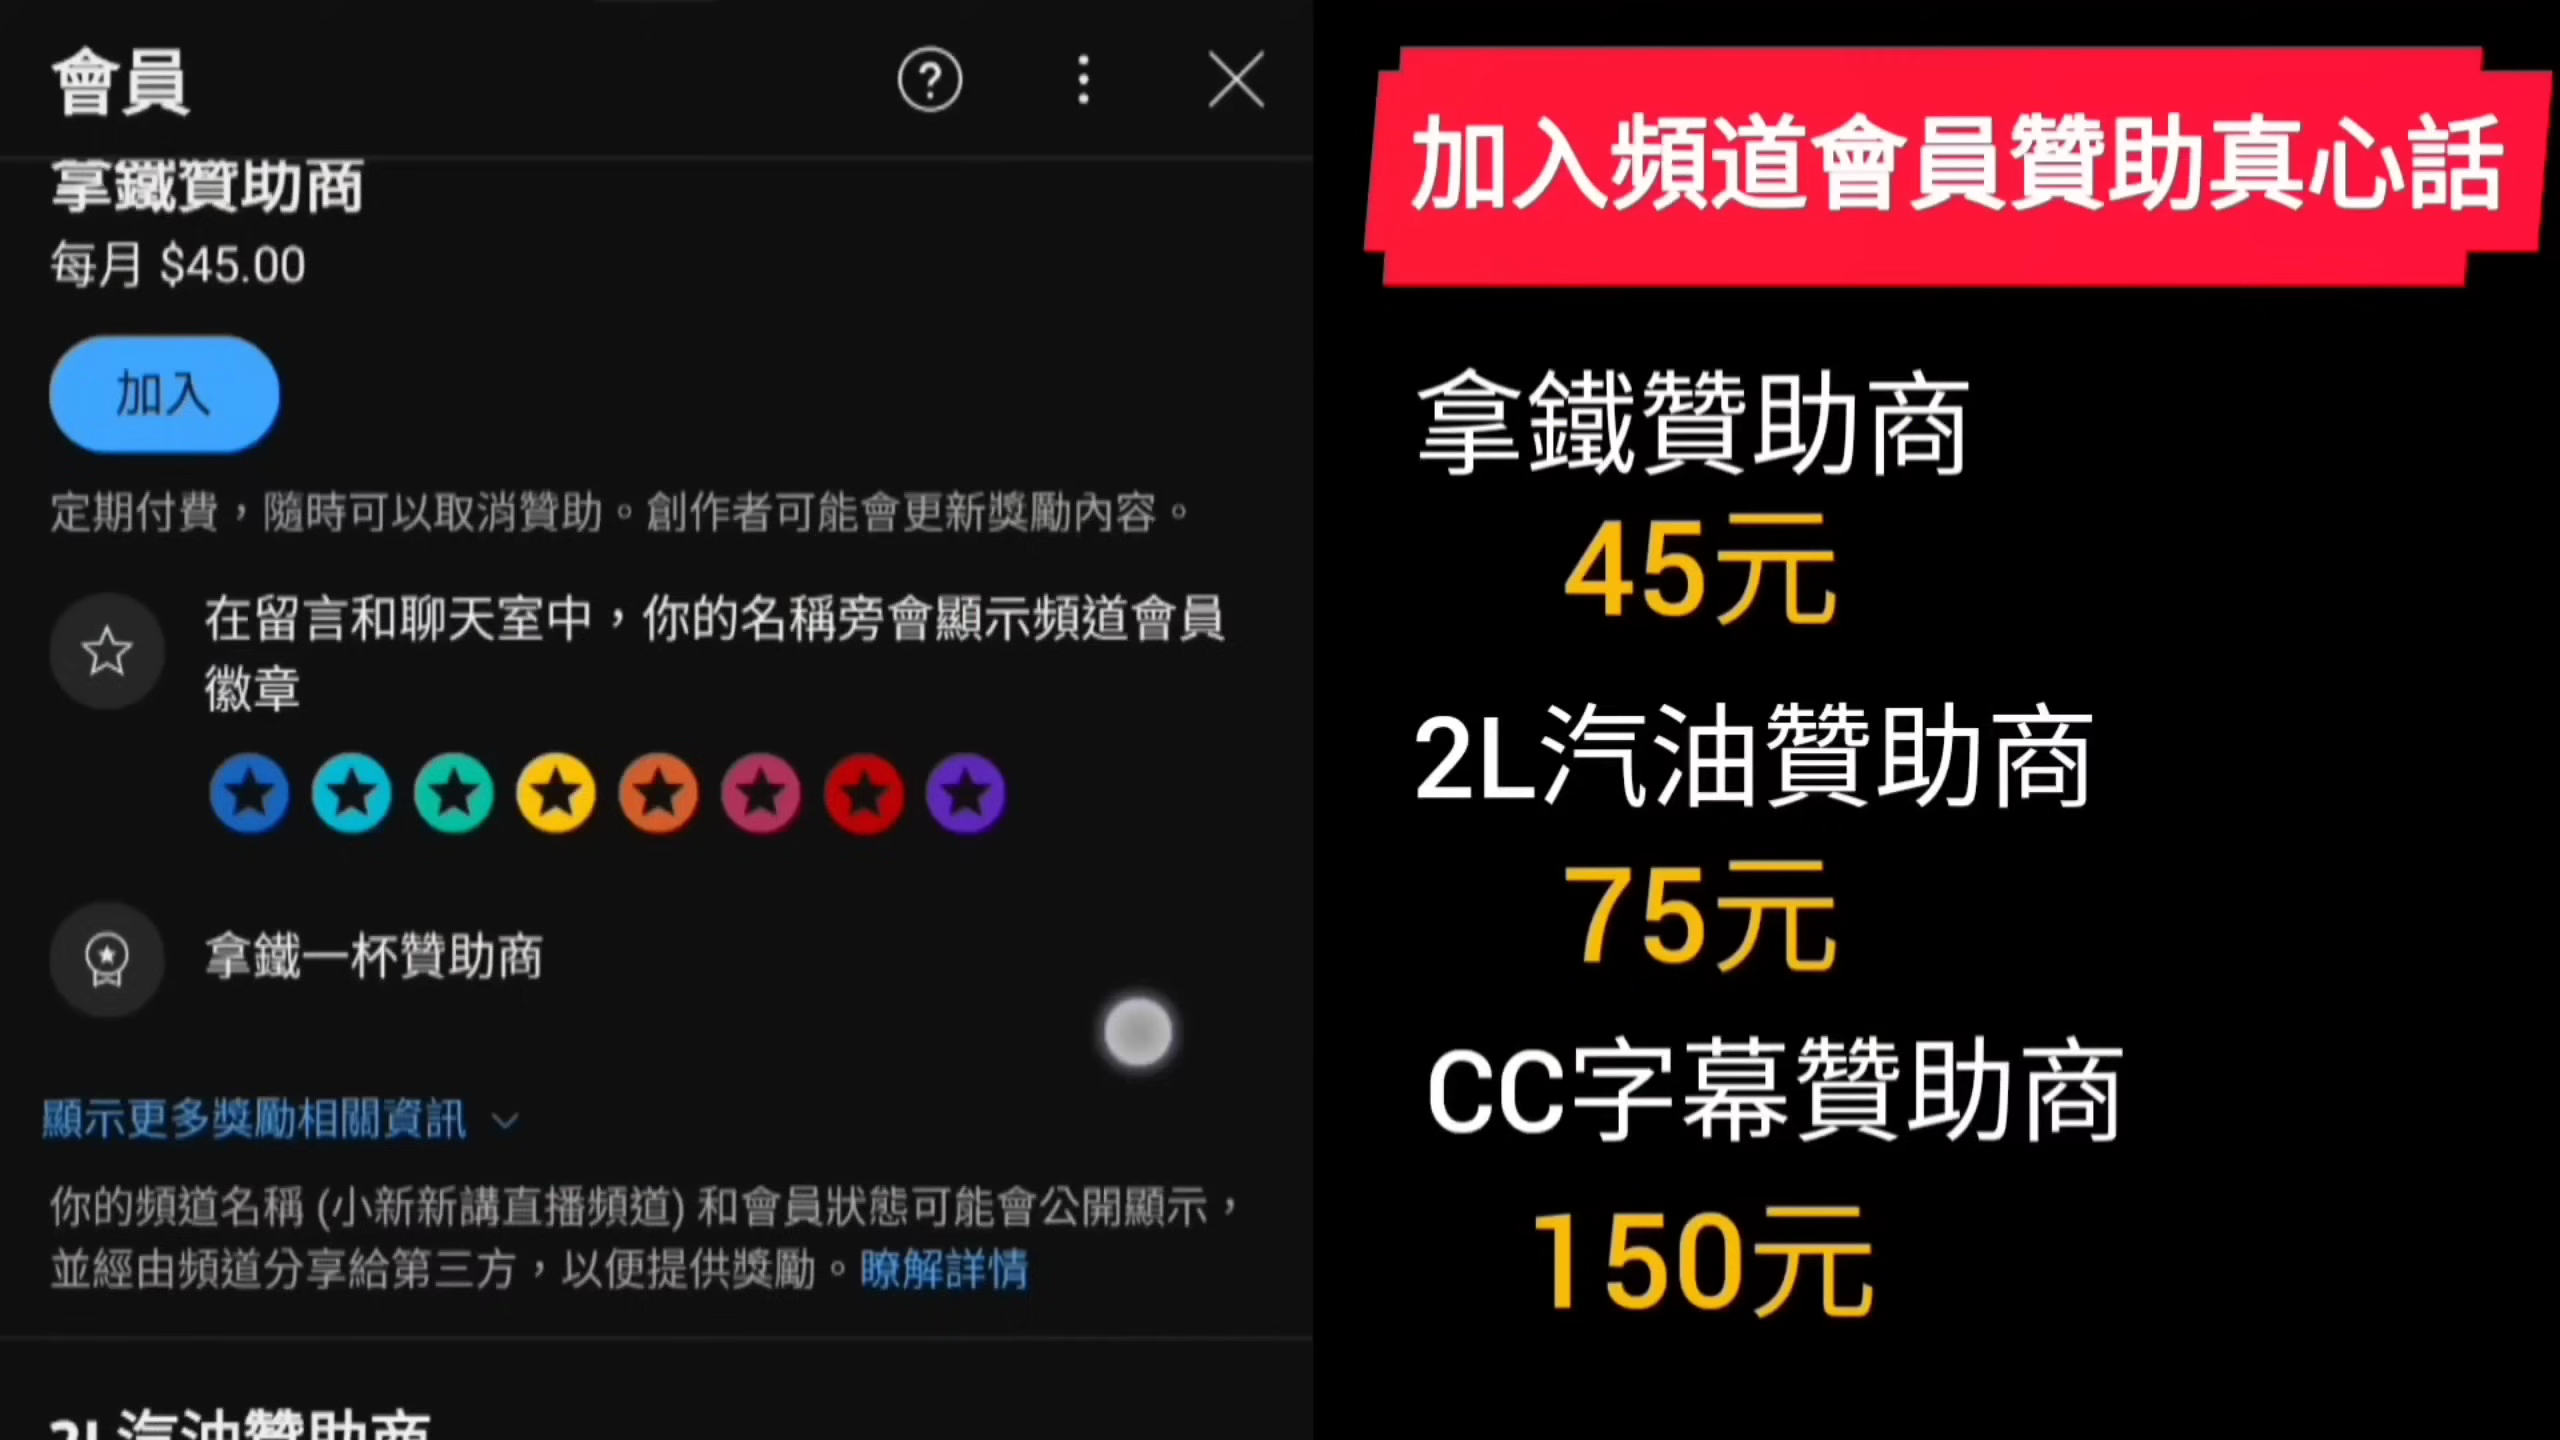 會員
拿鐵贊助商
每月 $45.00
加入
定期付費，隨時可以取消贊助。創作者可能會更新獎勵內容。
在留言和聊天室中，你的名稱旁會顯示頻道會員
徽章
拿鐵一杯贊助商
顯示更多獎勵相關資訊
你的頻道名稱 (小新新講直播頻道) 和會員狀態可能會公開顯示，
並經由頻道分享給第三方，以便提供獎勵。瞭解詳情
2L汽油贊助商
加入頻道會員贊助真心話
拿鐵贊助商
45元
2L汽油贊助商
75元
CC字幕贊助商
150元